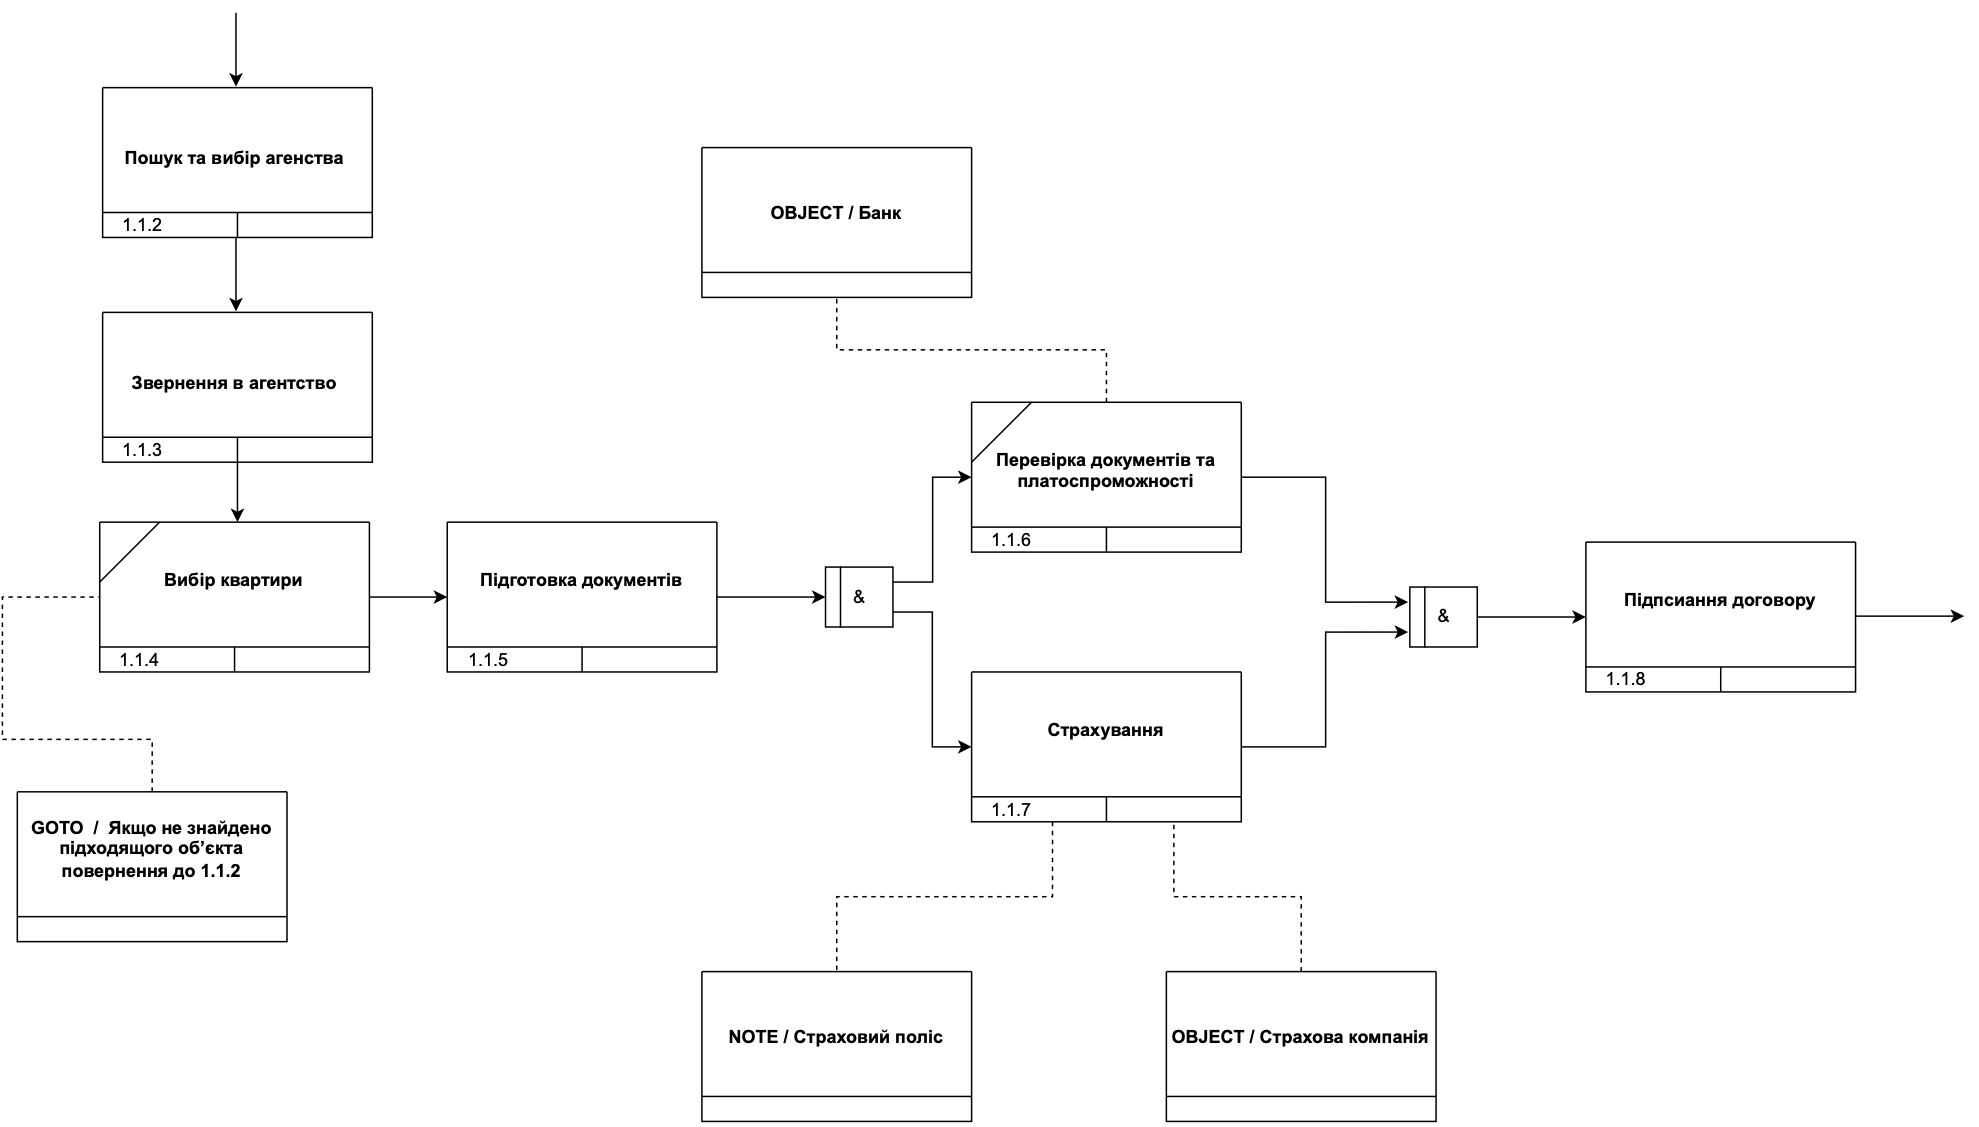 Пошук та вибір агенства
1.1.2
Звернення в агентство
1.1.3
Вибір квартири
1.1.4
GOTO / Якщо не знайдено
підходящого об’єкта
повернення до 1.1.2
Підготовка документів
1.1.5
&
OBJECT / Банк
Перевірка документів та
платоспроможності
1.1.6
Страхування
1.1.7
NOTE / Страховий поліс
OBJECT / Страхова компанія
&
Підпсиання договору
1.1.8